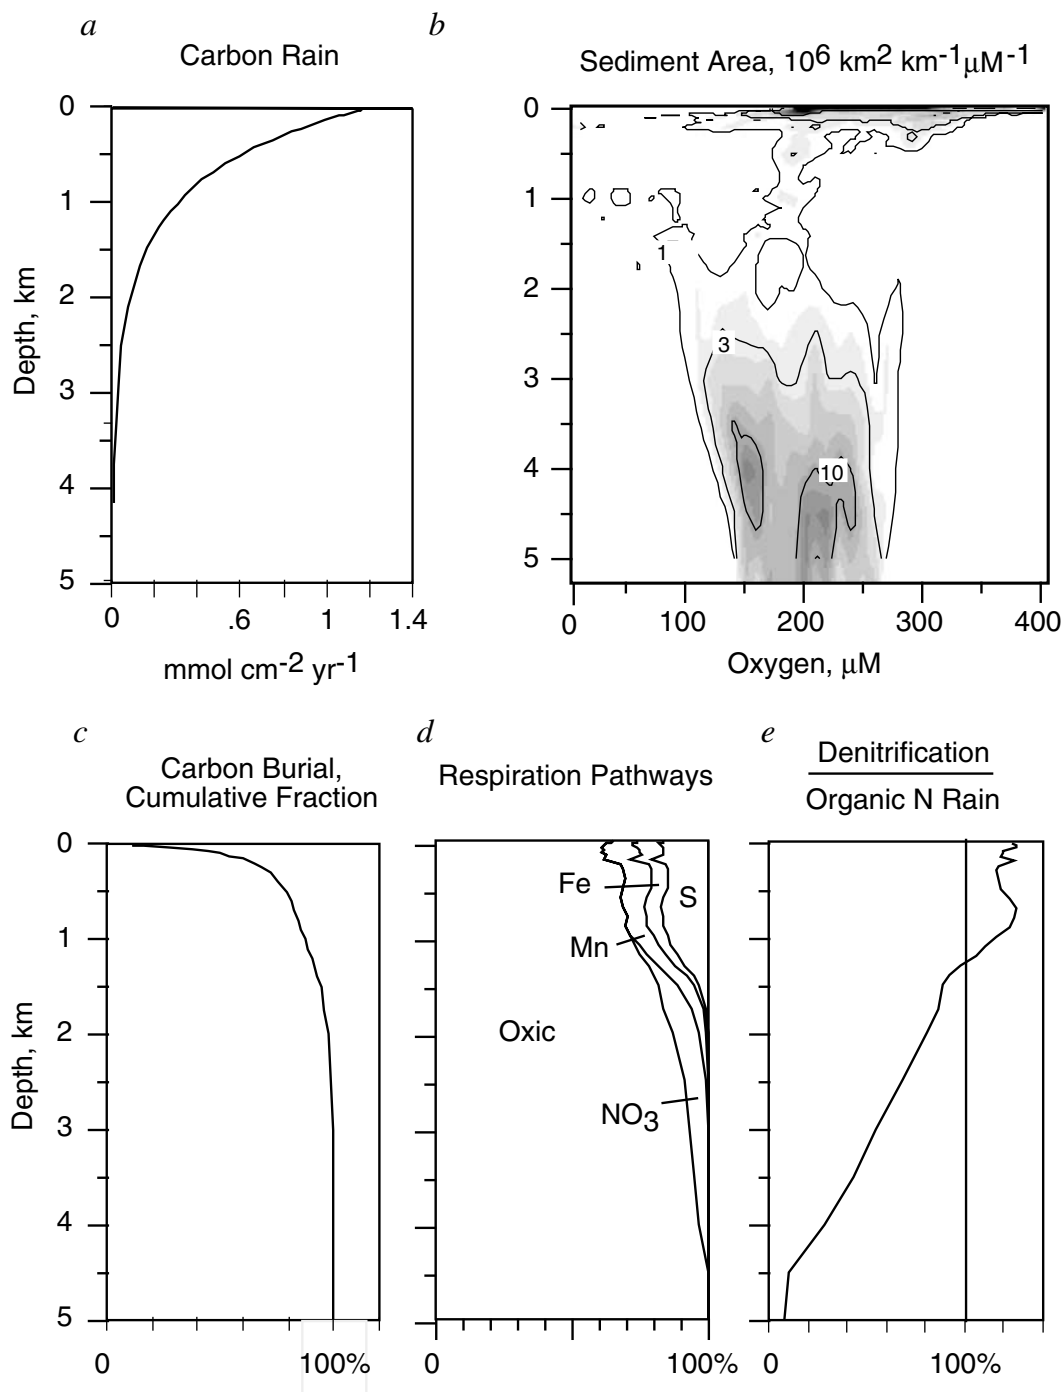 a
b
Carbon Rain
Sediment Area, 10⁶ km² km⁻¹μM⁻¹
0
1
2
3
4
5
Depth, km
0 .6 1 1.4
mmol cm⁻² yr⁻¹
0
1
2
3
4
5
1
3
10
0 100 200 300 400
Oxygen, μM
c
d
e
Carbon Burial,
Cumulative Fraction
Respiration Pathways
Denitrification
Organic N Rain
0
1
2
3
4
5
Depth, km
0 100%
Fe
S
Mn
Oxic
NO₃
0 100%
0 100%